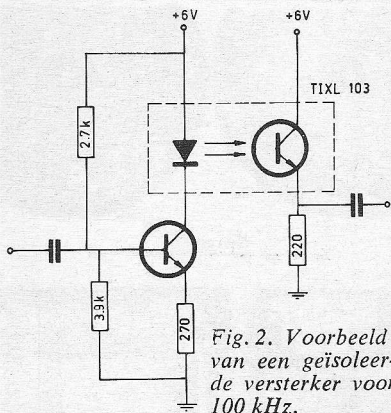 +6V
+6V
TIXL 103
2.7k
3.9k
270
220
Fig. 2. Voorbeeld
van een geïsoleer-
de versterker voor
100 kHz.